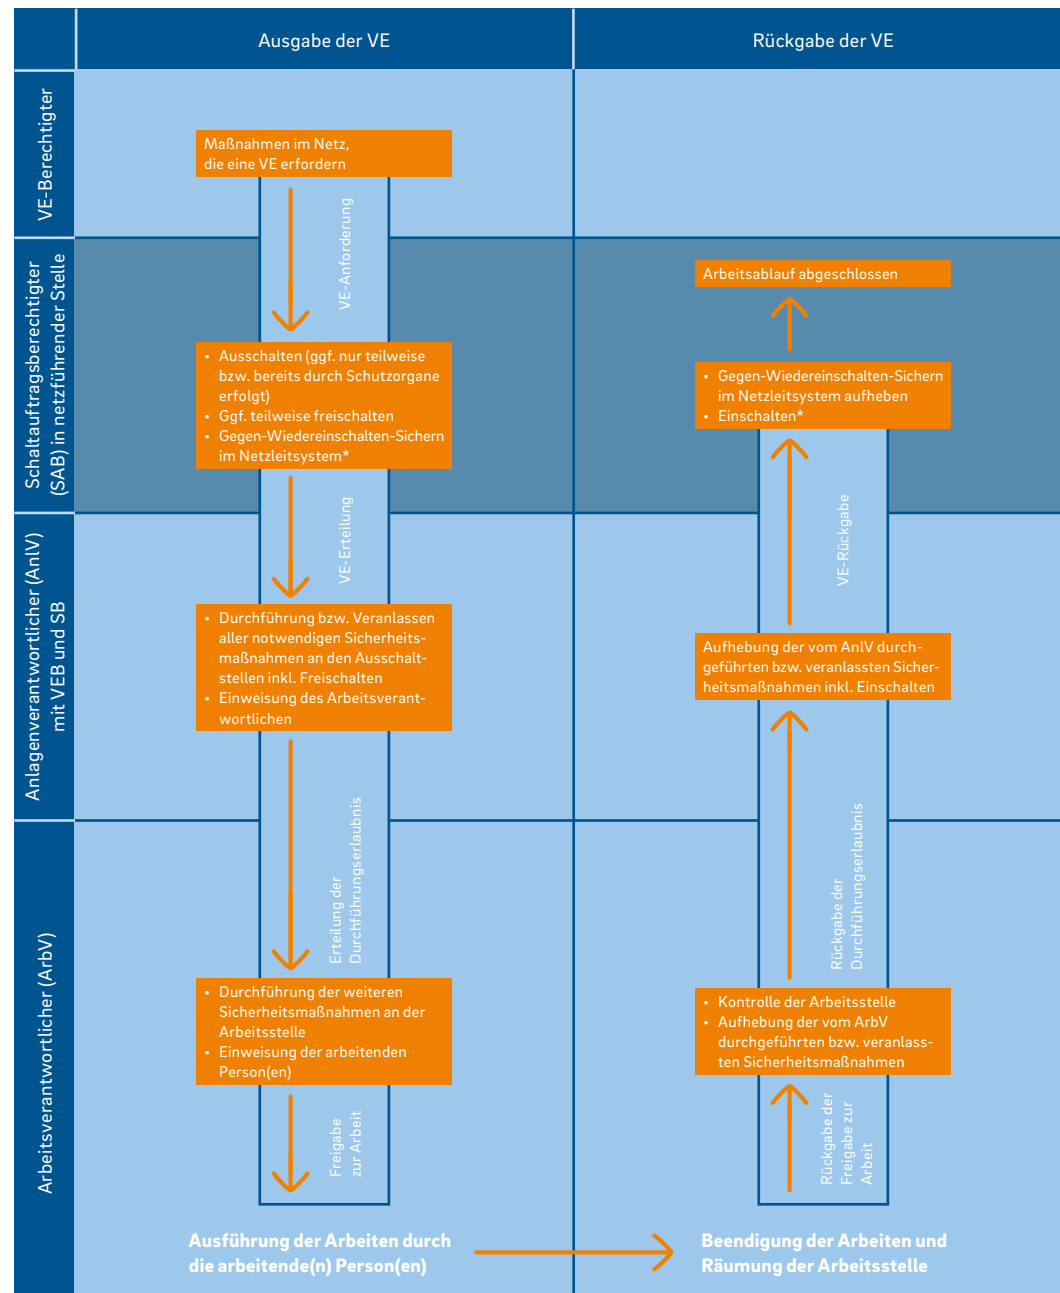 Ausgabe der VE
Rückgabe der VE
VE-Berechtigter
Maßnahmen im Netz,
die eine VE erfordern
VE-Anforderung
Schaltauftragsberechtigter
(SAB) in netzführender Stelle
• Ausschalten (ggf. nur teilweise
bzw. bereits durch Schutzorgane
erfolgt)
• Ggf. teilweise freischalten
• Gegen-Wiedereinschalten-Sichern
im Netzleitsystem*
VE-Erteilung
Arbeitsablauf abgeschlossen
• Gegen-Wiedereinschalten-Sichern
im Netzleitsystem aufheben
• Einschalten*
VE-Rückgabe
Anlagenverantwortlicher (AnlV)
mit VEB und SB
• Durchführung bzw. Veranlassen
aller notwendigen Sicherheits-
maßnahmen an den Ausschalt-
stellen inkl. Freischalten
• Einweisung des Arbeitsverant-
wortlichen
Aufhebung der vom AnlV durch-
geführten bzw. veranlassten Sicher-
heitsmaßnahmen inkl. Einschalten
Arbeitsverantwortlicher (ArbV)
Erteilung der
Durchführungserlaubnis
Rückgabe der
Durchführungserlaubnis
• Durchführung der weiteren
Sicherheitsmaßnahmen an der
Arbeitsstelle
• Einweisung der arbeitenden
Person(en)
• Kontrolle der Arbeitsstelle
• Aufhebung der vom ArbV
durchgeführten bzw. veranlass-
ten Sicherheitsmaßnahmen
Freigabe
zur Arbeit
Rückgabe der
Freigabe zur
Arbeit
Ausführung der Arbeiten durch
die arbeitende(n) Person(en)
Beendigung der Arbeiten und
Räumung der Arbeitsstelle